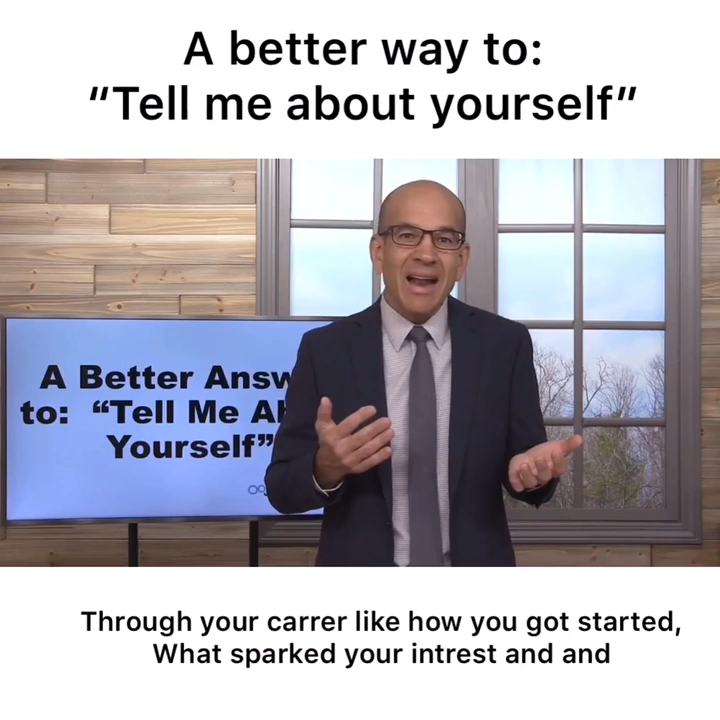 A better way to:
“Tell me about yourself”
A Better Answ
to: “Tell Me A
Yourself”
Through your carrer like how you got started,
What sparked your intrest and and